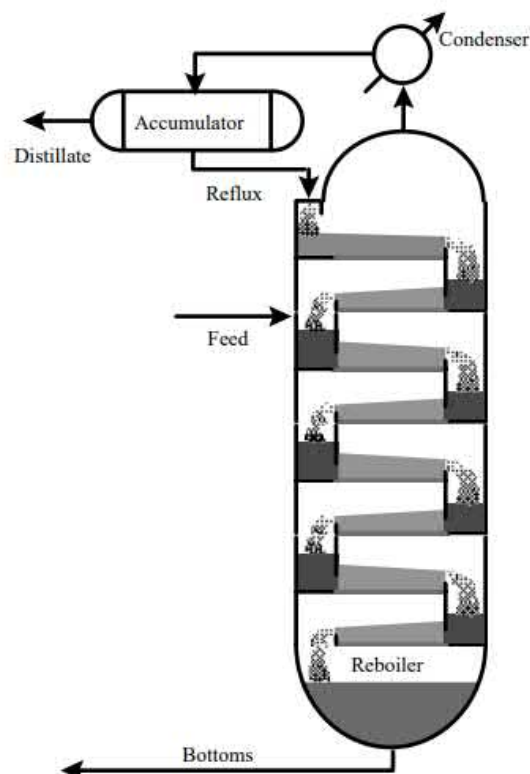 Condenser
Accumulator
Distillate
Reflux
Feed
Reboiler
Bottoms